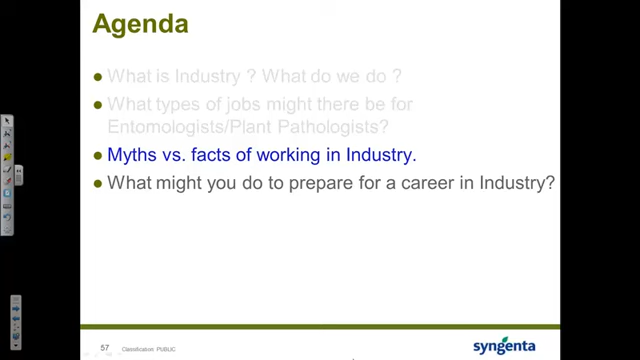 Agenda
● What is Industry ? What do we do ?
● What types of jobs might there be for
Entomologists/Plant Pathologists?
● Myths vs. facts of working in Industry.
● What might you do to prepare for a career in Industry?
57 Classification: PUBLIC
syngenta